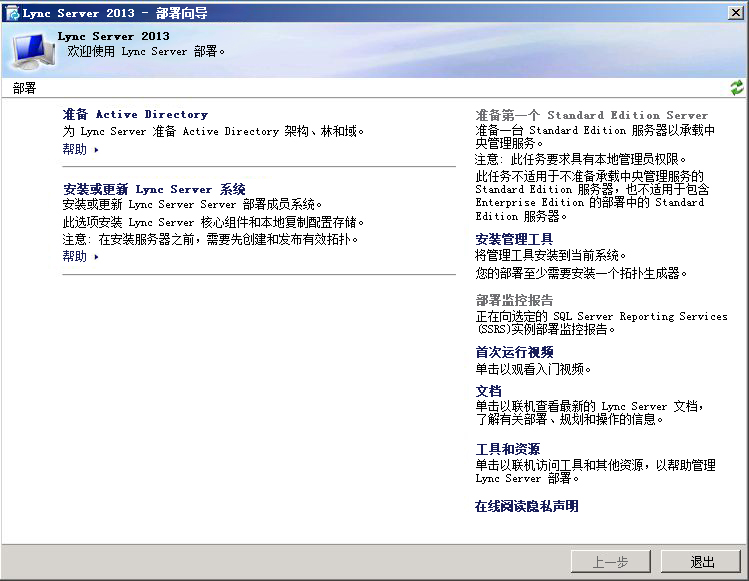 Lync Server 2013 - 部署向导
Lync Server 2013
欢迎使用 Lync Server 部署。
部署
准备 Active Directory
为 Lync Server 准备 Active Directory 架构、林和域。
帮助
安装或更新 Lync Server 系统
安装或更新 Lync Server Server 部署成员系统。
此选项安装 Lync Server 核心组件和本地复制配置存储。
注意: 在安装服务器之前，需要先创建和发布有效拓扑。
帮助
准备第一个 Standard Edition Server
准备一台 Standard Edition 服务器以承载中
央管理服务。
注意: 此任务要求具有本地管理员权限。
此任务不适用于不准备承载中央管理服务的
Standard Edition 服务器，也不适用于包含
Enterprise Edition 的部署中的 Standard
Edition 服务器。
安装管理工具
将管理工具安装到当前系统。
您的部署至少需要安装一个拓扑生成器。
部署监控报告
正在向选定的 SQL Server Reporting Services
(SSRS)实例部署监控报告。
首次运行视频
单击以观看入门视频。
文档
单击以联机查看最新的 Lync Server 文档，
了解有关部署、规划和操作的信息。
工具和资源
单击以联机访问工具和其他资源，以帮助管理
Lync Server 部署。
在线阅读隐私声明
上一步
退出